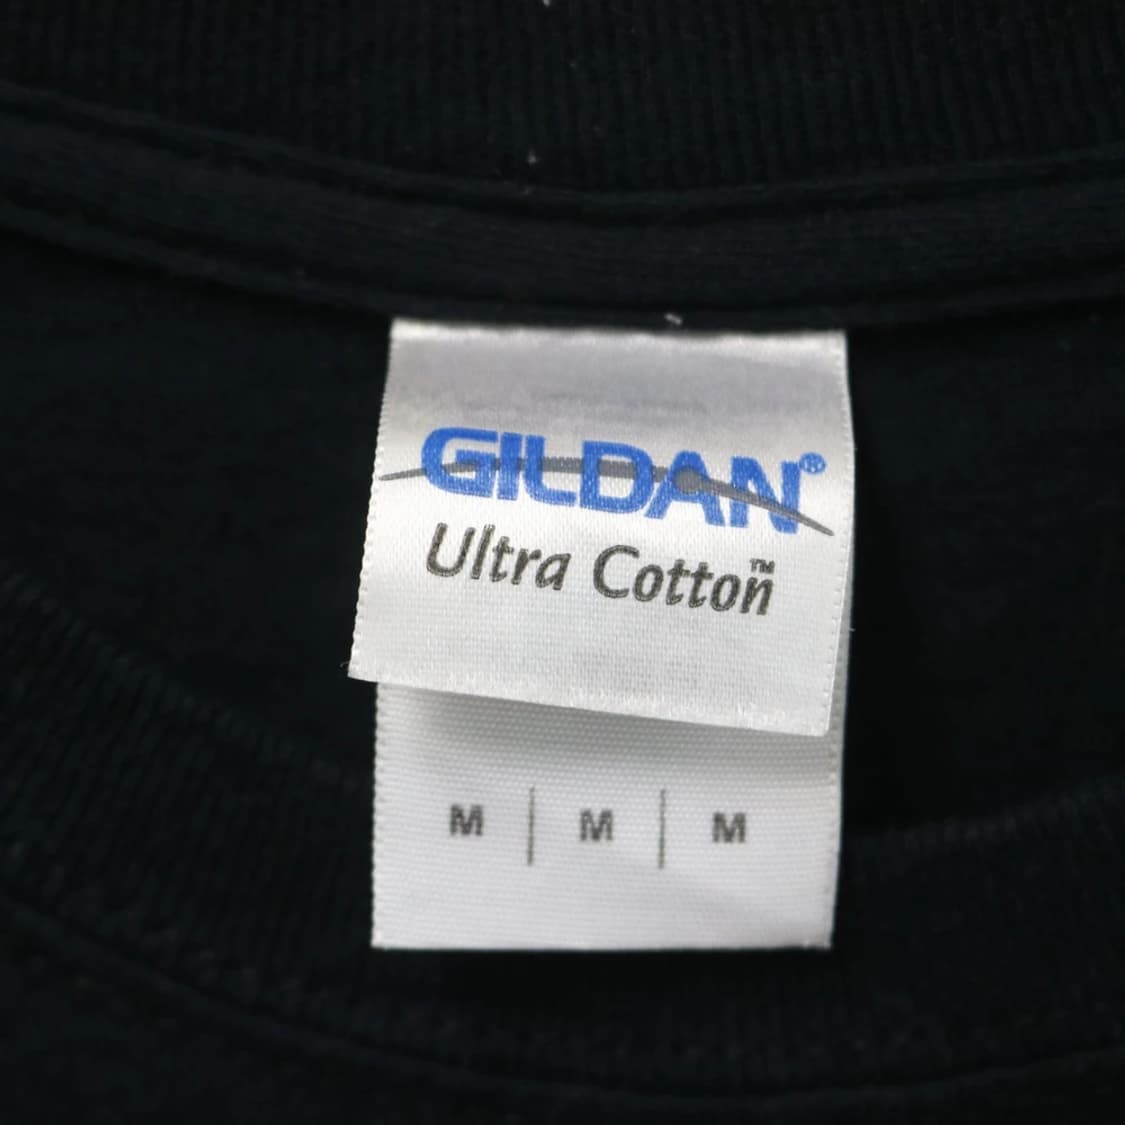 GILDAN®
Ultra Cotton™
M | M | M